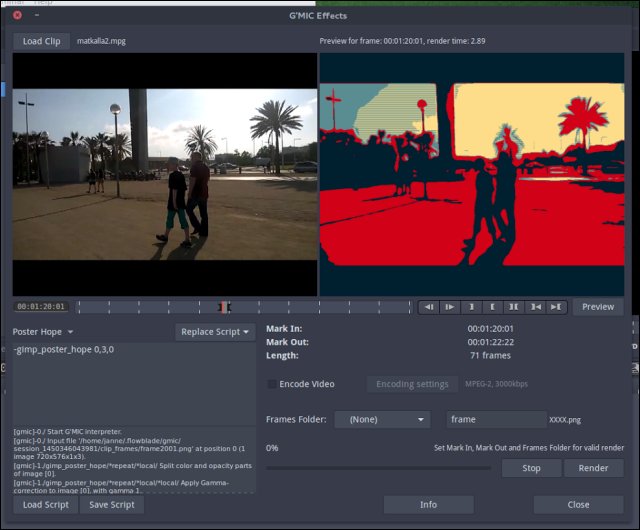 G'MIC Effects
Load Clip
matkalla2.mpg
Preview for frame: 00:01:20:01, render time: 2.89
00:01:20:01
Preview
Poster Hope
Replace Script
-gimp_poster_hope 0,3,0
Mark In:
00:01:20:01
Mark Out:
00:01:22:22
Length:
71 frames
Encode Video
Encoding settings
MPEG-2, 3000kbps
Frames Folder:
(None)
frame
XXXX.png
[gmic]-0./ Start G'MIC interpreter.
[gmic]-0./ Input file '/home/janne/.flowblade/gmic/
session_1450346043981/clip_frames/frame2001.png' at position 0 (1
image 720x576x1x3).
[gmic]-1./gimp_poster_hope/*repeat/*local/ Split color and opacity parts
of image [0].
[gmic]-1./gimp_poster_hope/*repeat/*local/*local/ Apply Gamma-
correction to image [0], with gamma 1.
0%
Set Mark In, Mark Out and Frames Folder for valid render
Stop
Render
Load Script
Save Script
Info
Close